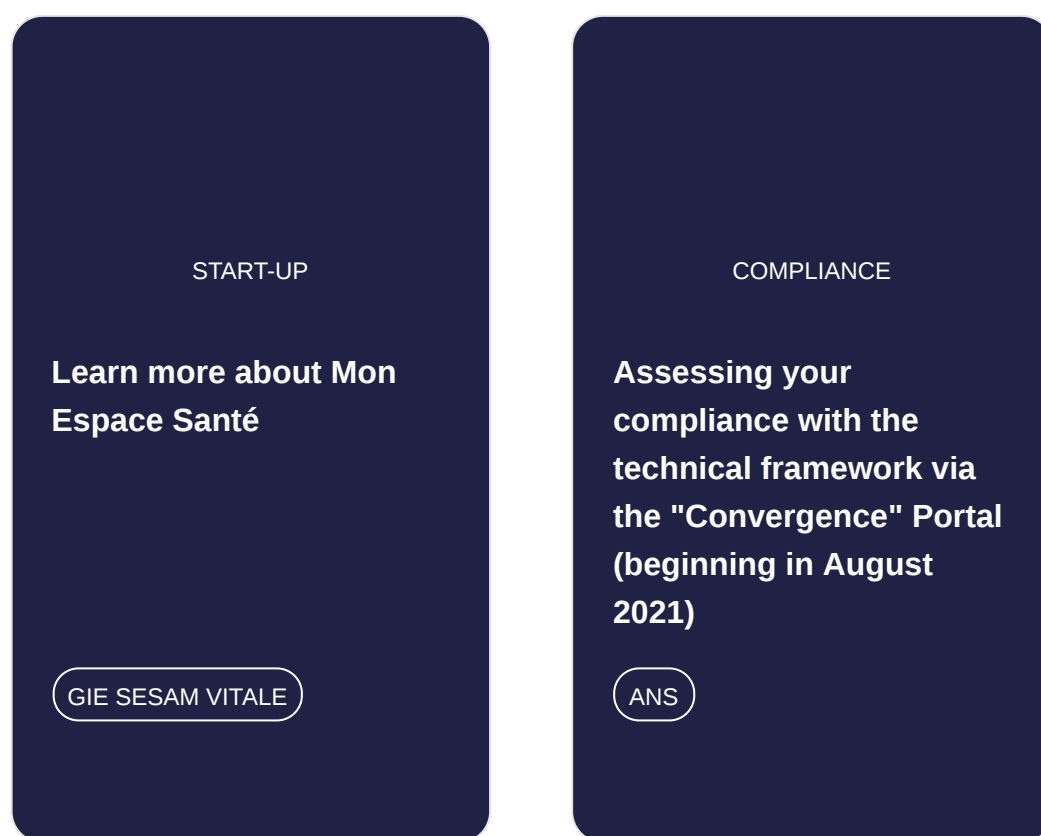 START-UP
Learn more about Mon
Espace Santé
GIE SESAM VITALE
COMPLIANCE
Assessing your
compliance with the
technical framework via
the "Convergence" Portal
(beginning in August
2021)
ANS